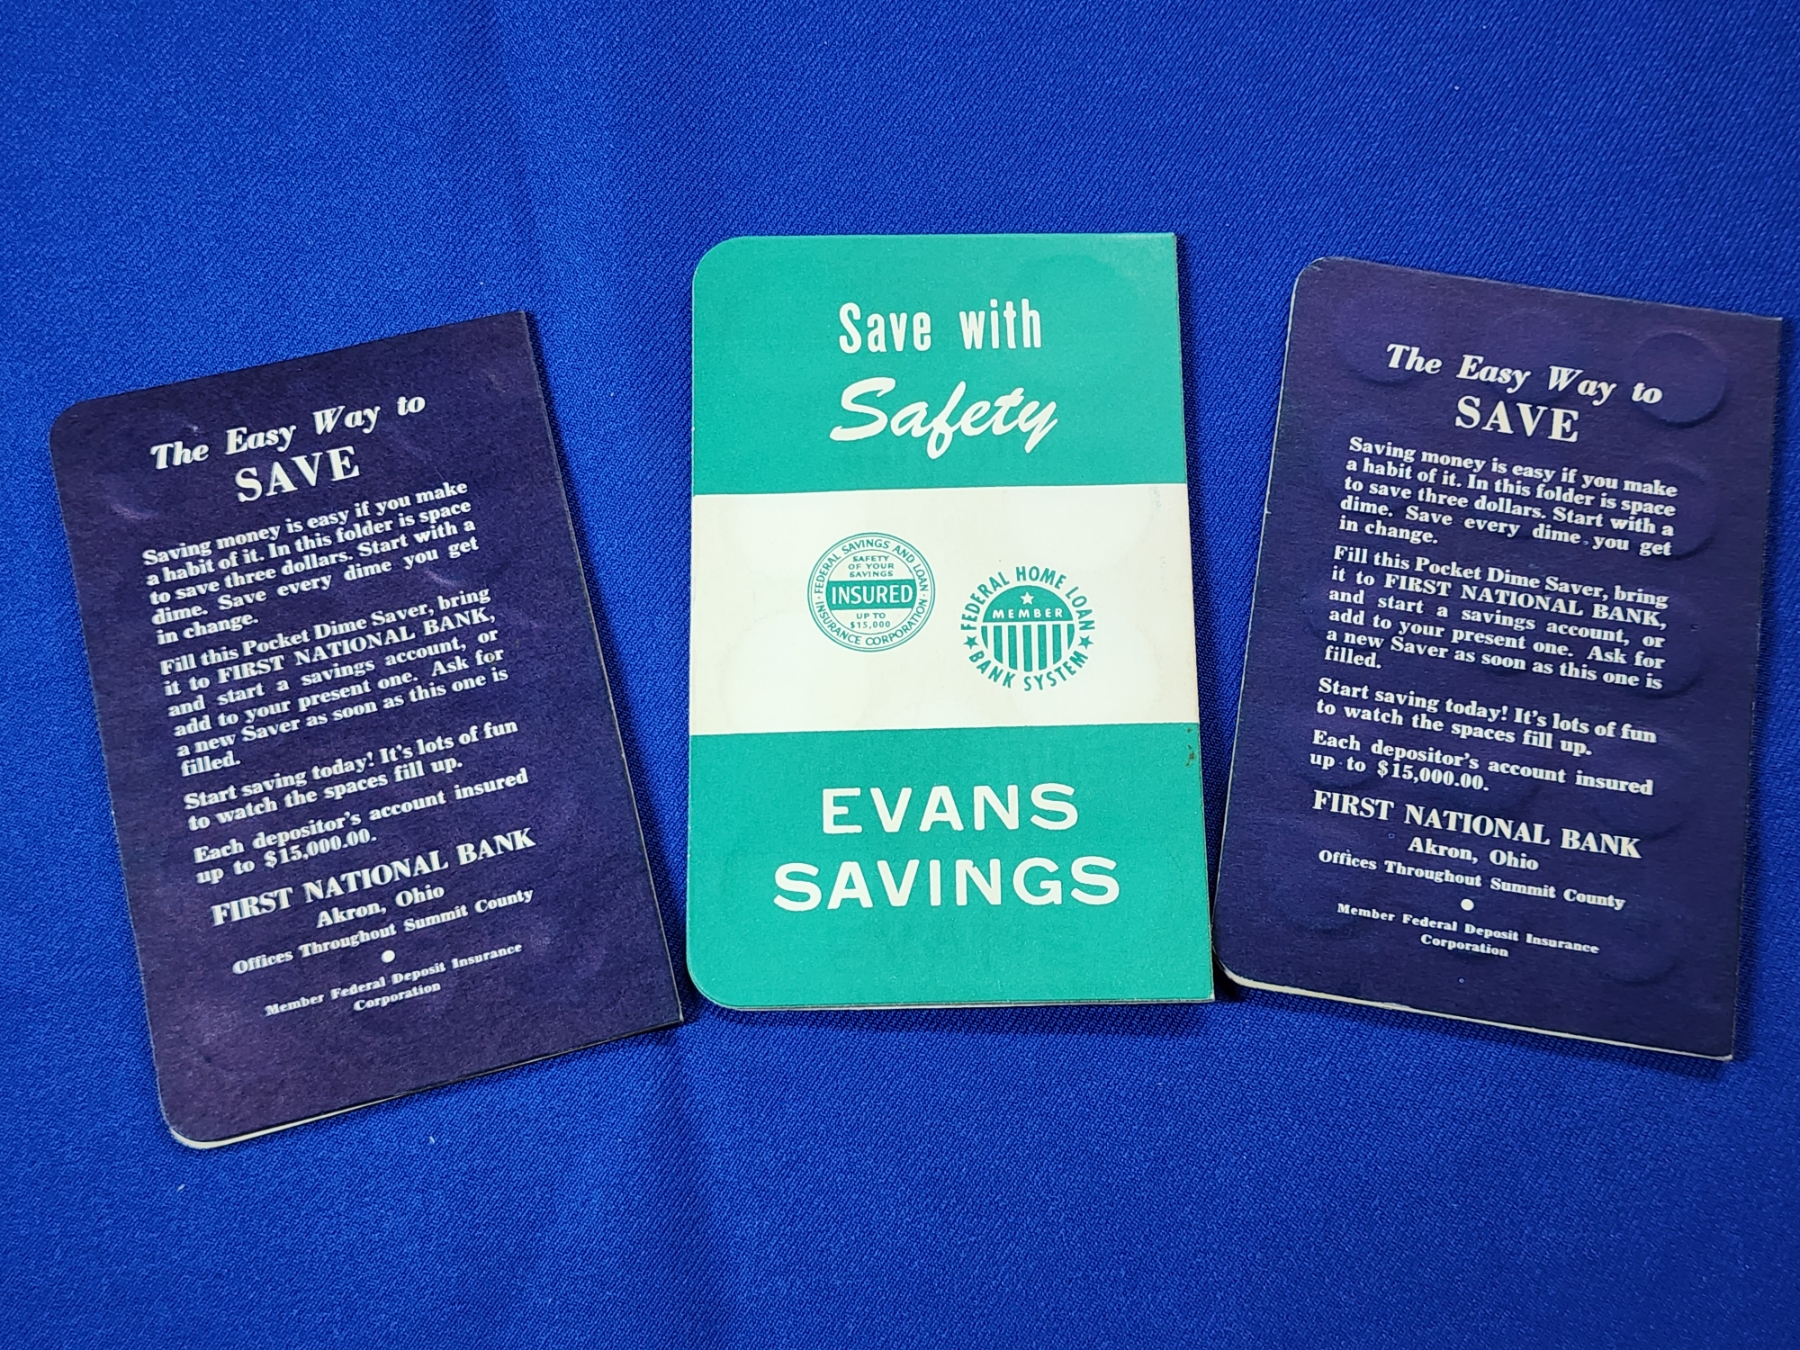 The Easy Way to
SAVE
Saving money is easy if you make
a habit of it. In this folder is space
to save three dollars. Start with a
dime. Save every dime you get
in change.
Fill this Pocket Dime Saver, bring
it to FIRST NATIONAL BANK,
and start a savings account, or
add to your present one. Ask for
a new Saver as soon as this one is
filled.
Start saving today! It's lots of fun
to watch the spaces fill up.
Each depositor's account insured
up to $15,000.00.
FIRST NATIONAL BANK
Akron, Ohio
Offices Throughout Summit County
Member Federal Deposit Insurance
Corporation
Save with
Safety
FEDERAL SAVINGS AND LOAN
INSURANCE CORPORATION
SAFETY
OF YOUR
SAVINGS
INSURED
UP TO
$15,000
FEDERAL HOME LOAN
BANK SYSTEM
MEMBER
EVANS
SAVINGS
The Easy Way to
SAVE
Saving money is easy if you make
a habit of it. In this folder is space
to save three dollars. Start with a
dime. Save every dime you get
in change.
Fill this Pocket Dime Saver, bring
it to FIRST NATIONAL BANK,
and start a savings account, or
add to your present one. Ask for
a new Saver as soon as this one is
filled.
Start saving today! It's lots of fun
to watch the spaces fill up.
Each depositor's account insured
up to $15,000.00.
FIRST NATIONAL BANK
Akron, Ohio
Offices Throughout Summit County
Member Federal Deposit Insurance
Corporation